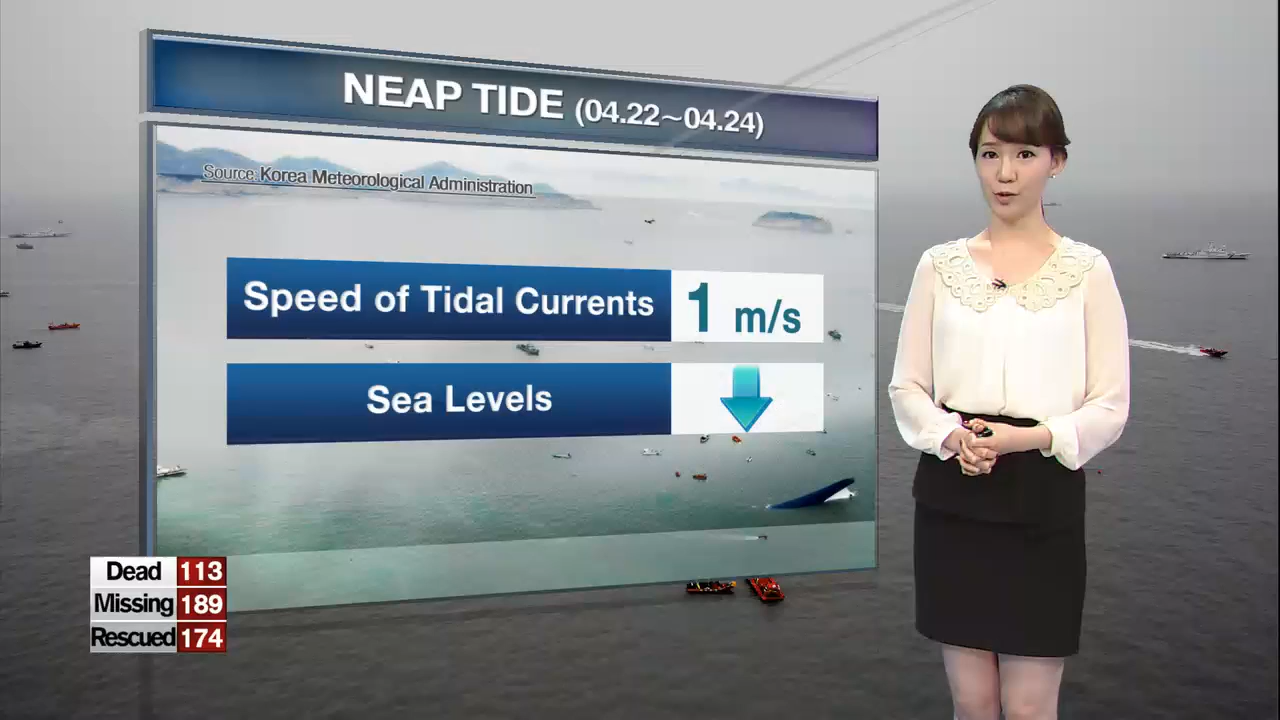 NEAP TIDE (04.22~04.24)
Source: Korea Meteorological Administration
Speed of Tidal Currents 1 m/s
Sea Levels
Dead 113
Missing 189
Rescued 174